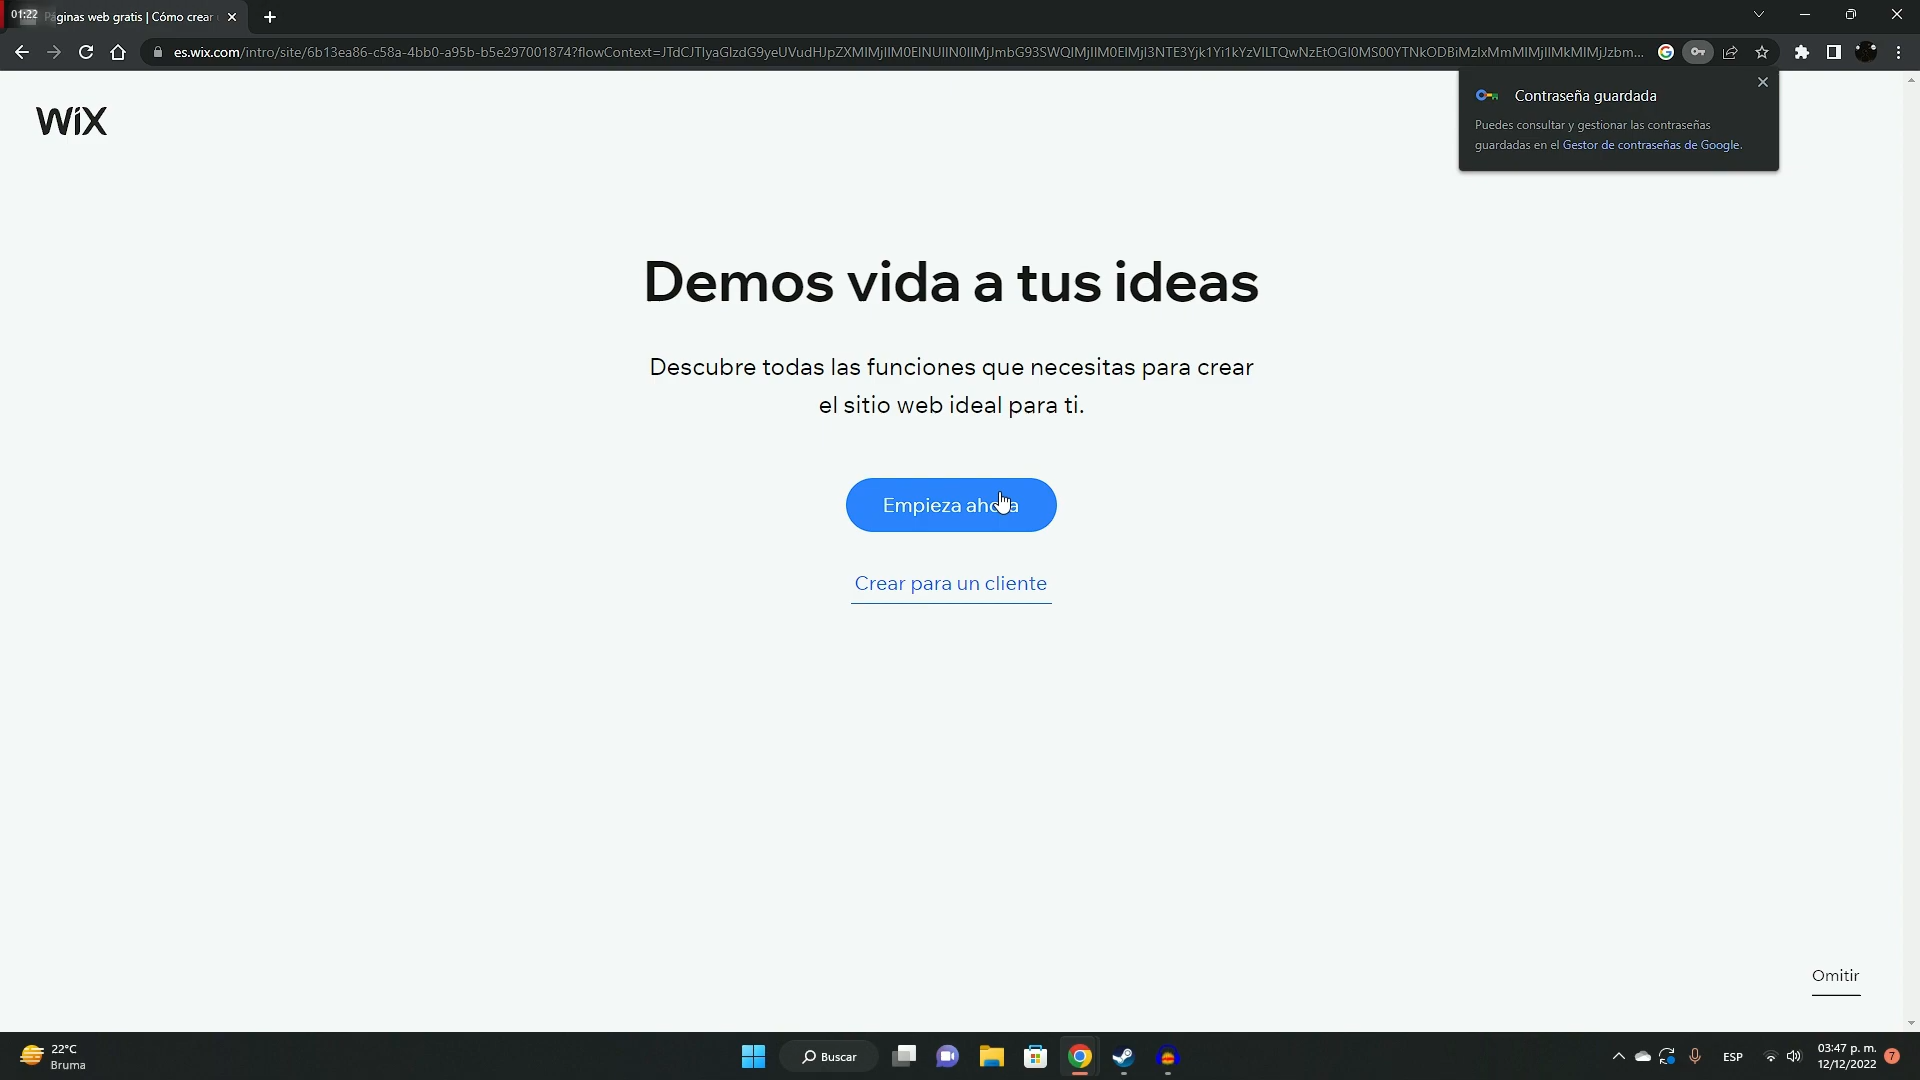 01:22
ginas web gratis | Cómo crear
es.wix.com/intro/site/6b13ea86-c58a-4bb0-a95b-b5e297001874?flowContext=
WiX
Contraseña guardada
Puedes consultar y gestionar las contraseñas
guardadas en el Gestor de contraseñas de Google.
Demos vida a tus ideas
Descubre todas las funciones que necesitas para crear
el sitio web ideal para ti.
Empieza ahora
Crear para un cliente
Omitir
22°C
Bruma
Buscar
ESP
03:47 p. m.
12/12/2022
7